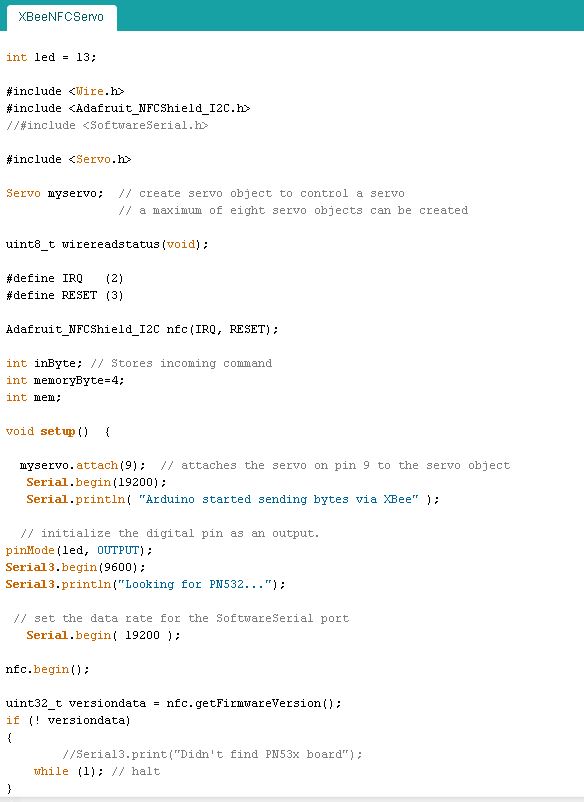 XBeeNFCServo
int led = 13;
#include <Wire.h>
#include <Adafruit_NFCShield_I2C.h>
//#include <SoftwareSerial.h>
#include <Servo.h>
Servo myservo;  // create servo object to control a servo
                // a maximum of eight servo objects can be created
uint8_t wirereadstatus(void);
#define IRQ   (2)
#define RESET (3)
Adafruit_NFCShield_I2C nfc(IRQ, RESET);
int inByte; // Stores incoming command
int memoryByte=4;
int mem;
void setup()  {
  myservo.attach(9);  // attaches the servo on pin 9 to the servo object
   Serial.begin(19200);
   Serial.println( "Arduino started sending bytes via XBee" );
  // initialize the digital pin as an output.
pinMode(led, OUTPUT);
Serial3.begin(9600);
Serial3.println("Looking for PN532...");
 // set the data rate for the SoftwareSerial port
   Serial.begin( 19200 );
nfc.begin();
uint32_t versiondata = nfc.getFirmwareVersion();
if (! versiondata)
{
        //Serial3.print("Didn't find PN53x board");
    while (1); // halt
}